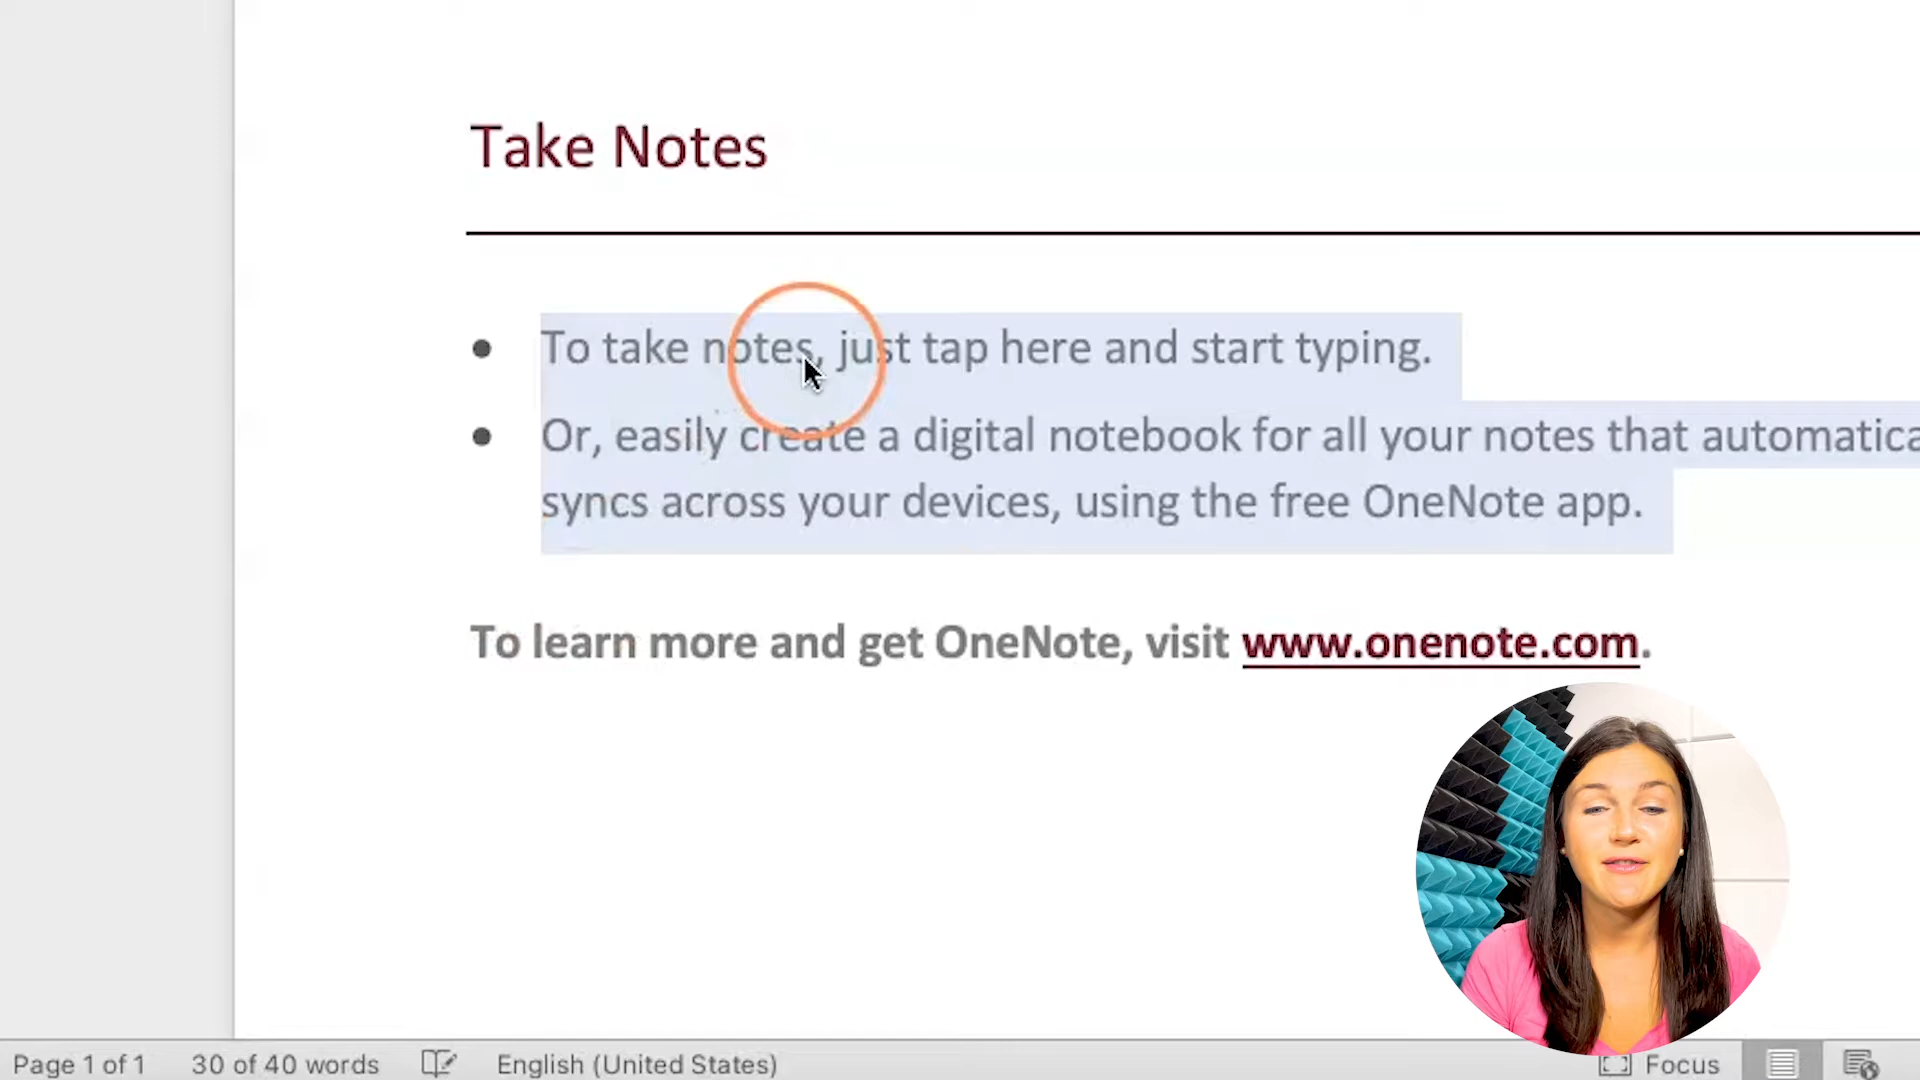 Take Notes
• To take notes, just tap here and start typing.
• Or, easily create a digital notebook for all your notes that automatica
syncs across your devices, using the free OneNote app.
To learn more and get OneNote, visit www.onenote.com.
Page 1 of 1 30 of 40 words English (United States) Focus